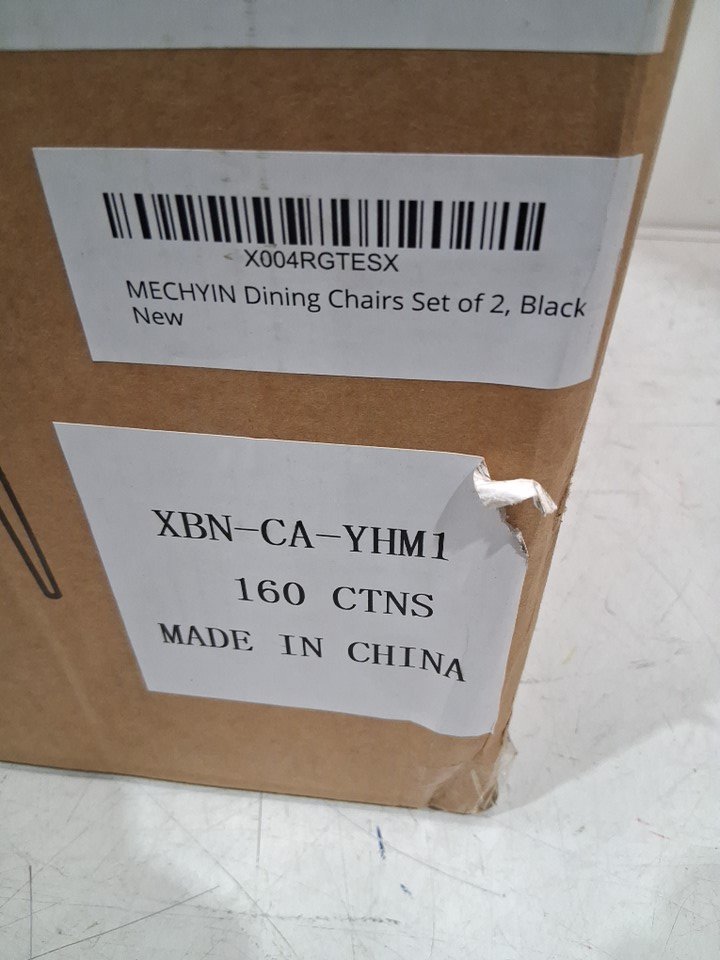 X004RGTESX
MECHYIN Dining Chairs Set of 2, Black
New
XBN-CA-YHM1
160 CTNS
MADE IN CHINA